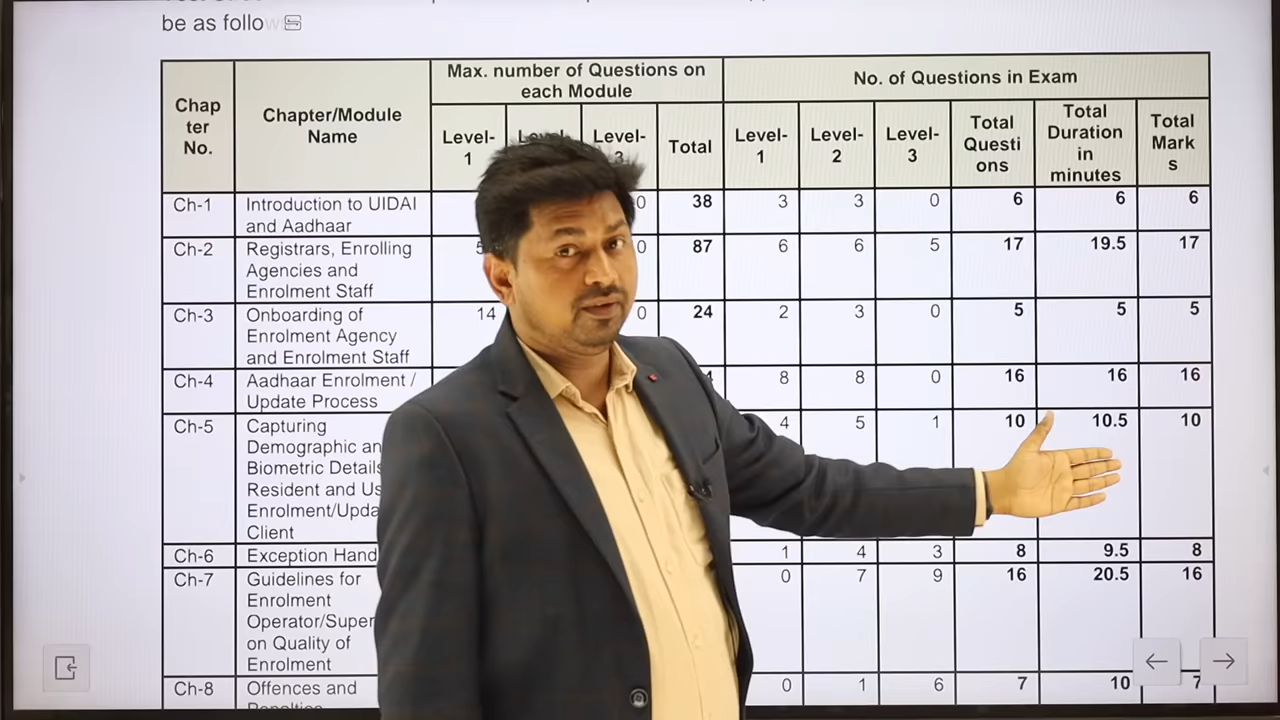 be as follow
Max. number of Questions on
each Module
No. of Questions in Exam
Chap
ter
No.
Chapter/Module
Name
Level-
1
Level-
Level-
3
Total
Level-
1
Level-
2
Level-
3
Total
Questi
ons
Total
Duration
in
minutes
Total
Mark
s
Ch-1 Introduction to UIDAI 0 38 3 3 0 6 6 6
and Aadhaar
Ch-2 Registrars, Enrolling 5 0 87 6 6 5 17 19.5 17
Agencies and
Enrolment Staff
Ch-3 Onboarding of 14 0 24 2 3 0 5 5 5
Enrolment Agency
and Enrolment Staff
Ch-4 Aadhaar Enrolment / 8 8 0 16 16 16
Update Process
Ch-5 Capturing 4 5 1 10 10.5 10
Demographic an
Biometric Details
Resident and Us
Enrolment/Upda
Client
Ch-6 Exception Hand 1 4 3 8 9.5 8
Ch-7 Guidelines for 0 7 9 16 20.5 16
Enrolment
Operator/Super
on Quality of
Enrolment
Ch-8 Offences and 0 1 6 7 10 7
Penalties